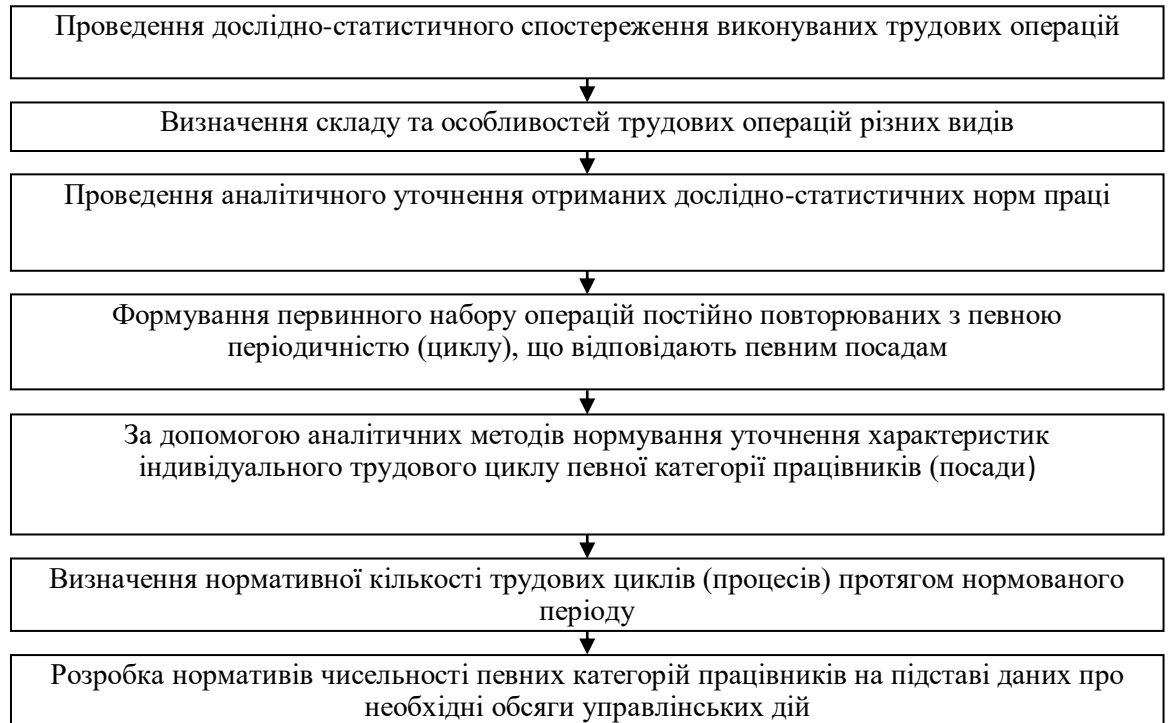 Проведення дослідно-статистичного спостереження виконуваних трудових операцій
Визначення складу та особливостей трудових операцій різних видів
Проведення аналітичного уточнення отриманих дослідно-статистичних норм праці
Формування первинного набору операцій постійно повторюваних з певною
періодичністю (циклу), що відповідають певним посадам
За допомогою аналітичних методів нормування уточнення характеристик
індивідуального трудового циклу певної категорії працівників (посади)
Визначення нормативної кількості трудових циклів (процесів) протягом нормованого
періоду
Розробка нормативів чисельності певних категорій працівників на підставі даних про
необхідні обсяги управлінських дій